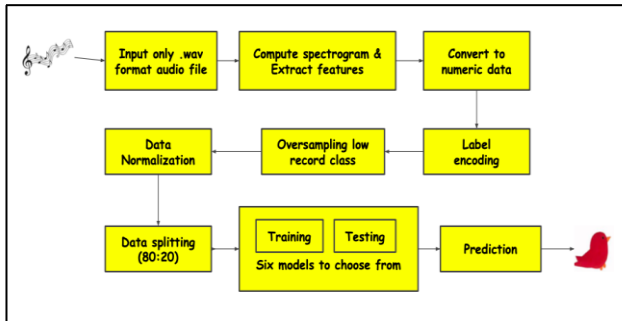 Input only .wav
format audio file
Compute spectrogram &
Extract features
Convert to
numeric data
Label
encoding
Oversampling low
record class
Data
Normalization
Data splitting
(80:20)
Training
Testing
Six models to choose from
Prediction